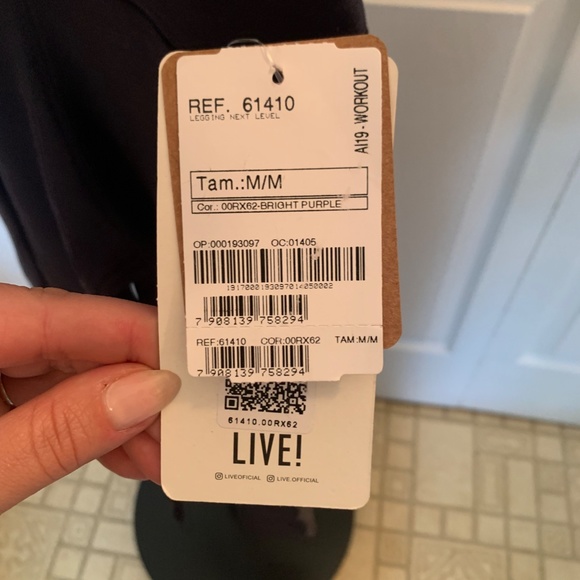 REF. 61410
LEGGING NEXT LEVEL
AI19-WORKOUT
Tam.:M/M
Cor.: 00RX62-BRIGHT PURPLE
OP:000193097 OC:01405
1917000193097014050002
7 908139 758294
REF:61410 COR:00RX62 TAM:M/M
7 908139 758294
61410.00RX62
LIVE!
LIVEOFICIAL LIVE.OFFICIAL